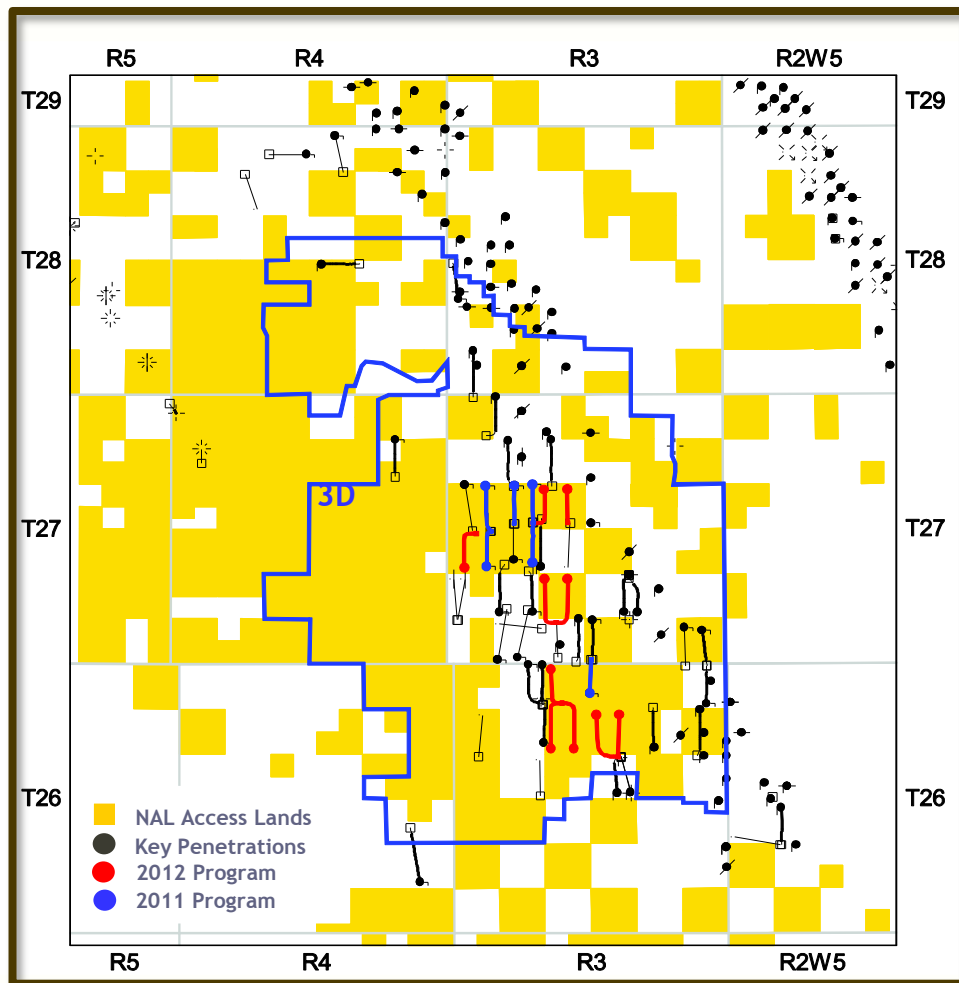 R5 R4 R3 R2W5
T29 T29
T28 T28
3D
T27 T27
T26 T26
NAL Access Lands
Key Penetrations
2012 Program
2011 Program
R5 R4 R3 R2W5